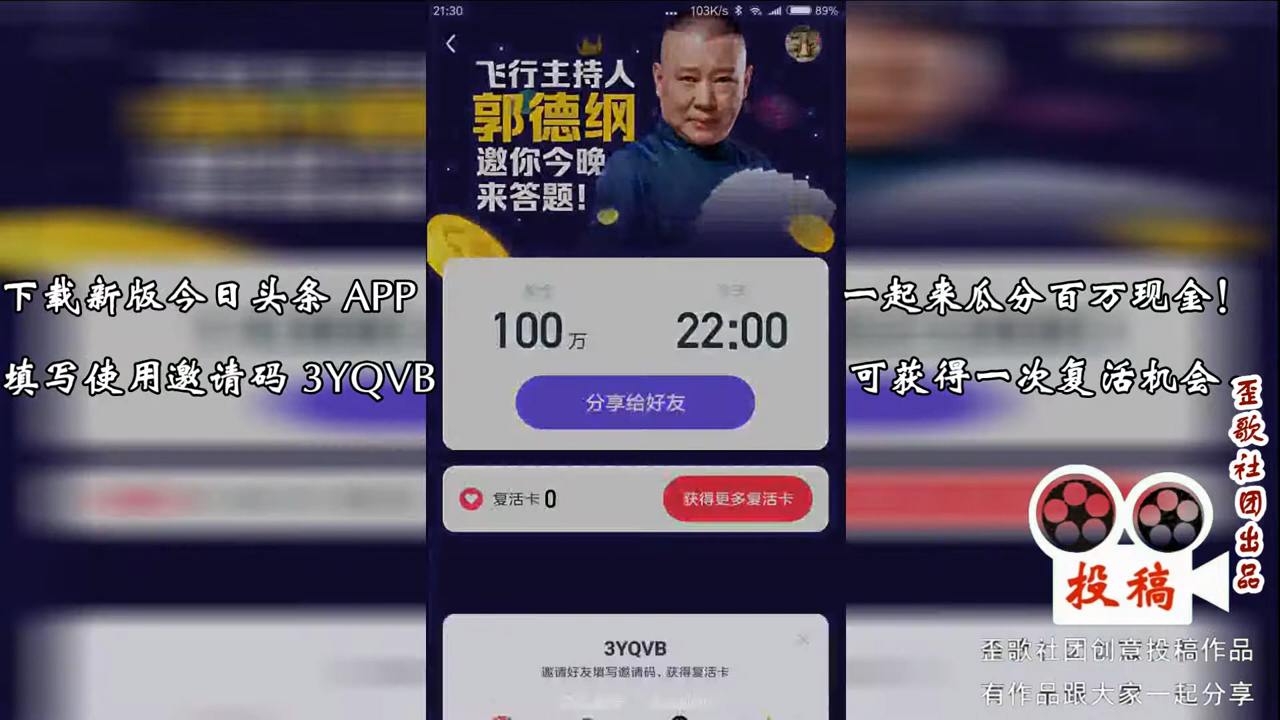 21:30
... 103K/s 89%
飞行主持人
郭德纲
邀你今晚
来答题!
下载新版今日头条 APP
一起来瓜分百万现金!
100万
22:00
填写使用邀请码 3YQVB
可获得一次复活机会
分享给好友
复活卡 0
获得更多复活卡
3YQVB
邀请好友填写邀请码,获得复活卡
歪歌社团出品
投稿
歪歌社团创意投稿作品
有作品跟大家一起分享